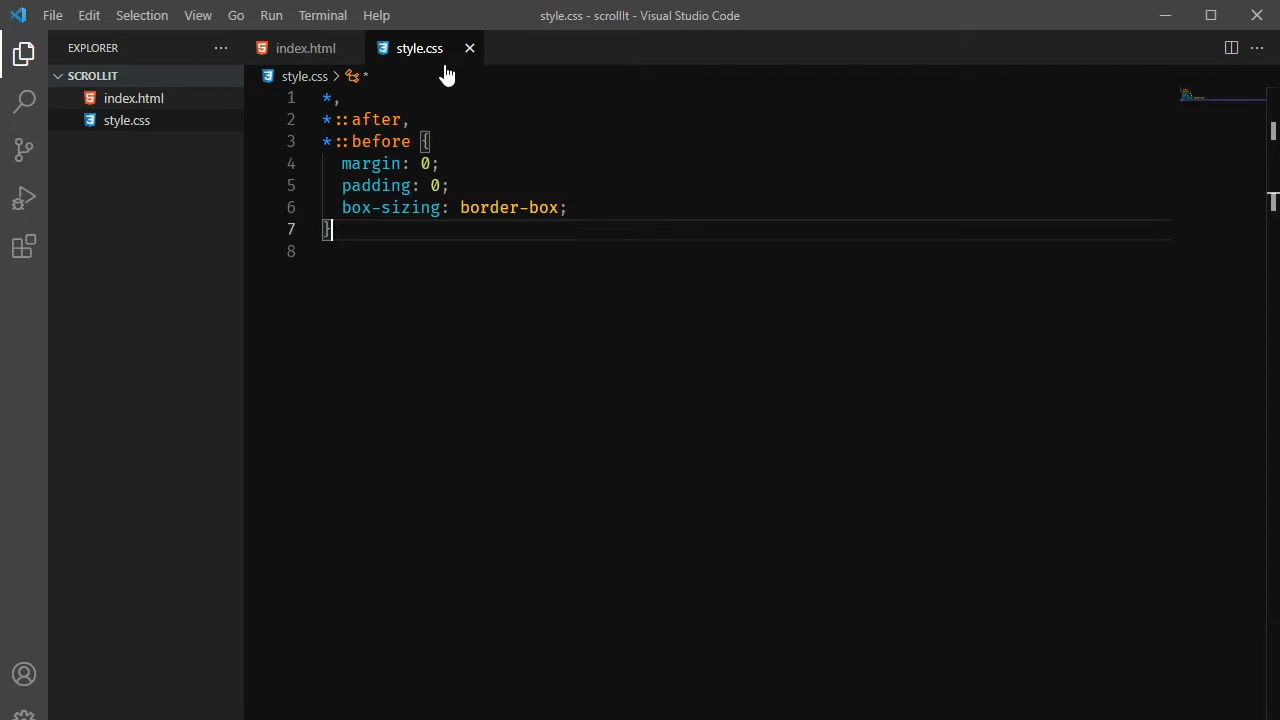 File Edit Selection View Go Run Terminal Help
style.css - scrollIt - Visual Studio Code
EXPLORER
index.html
style.css
SCROLLIT
style.css > *
index.html
style.css
1 *,
2 *::after,
3 *::before {
4 margin: 0;
5 padding: 0;
6 box-sizing: border-box;
7 }
8